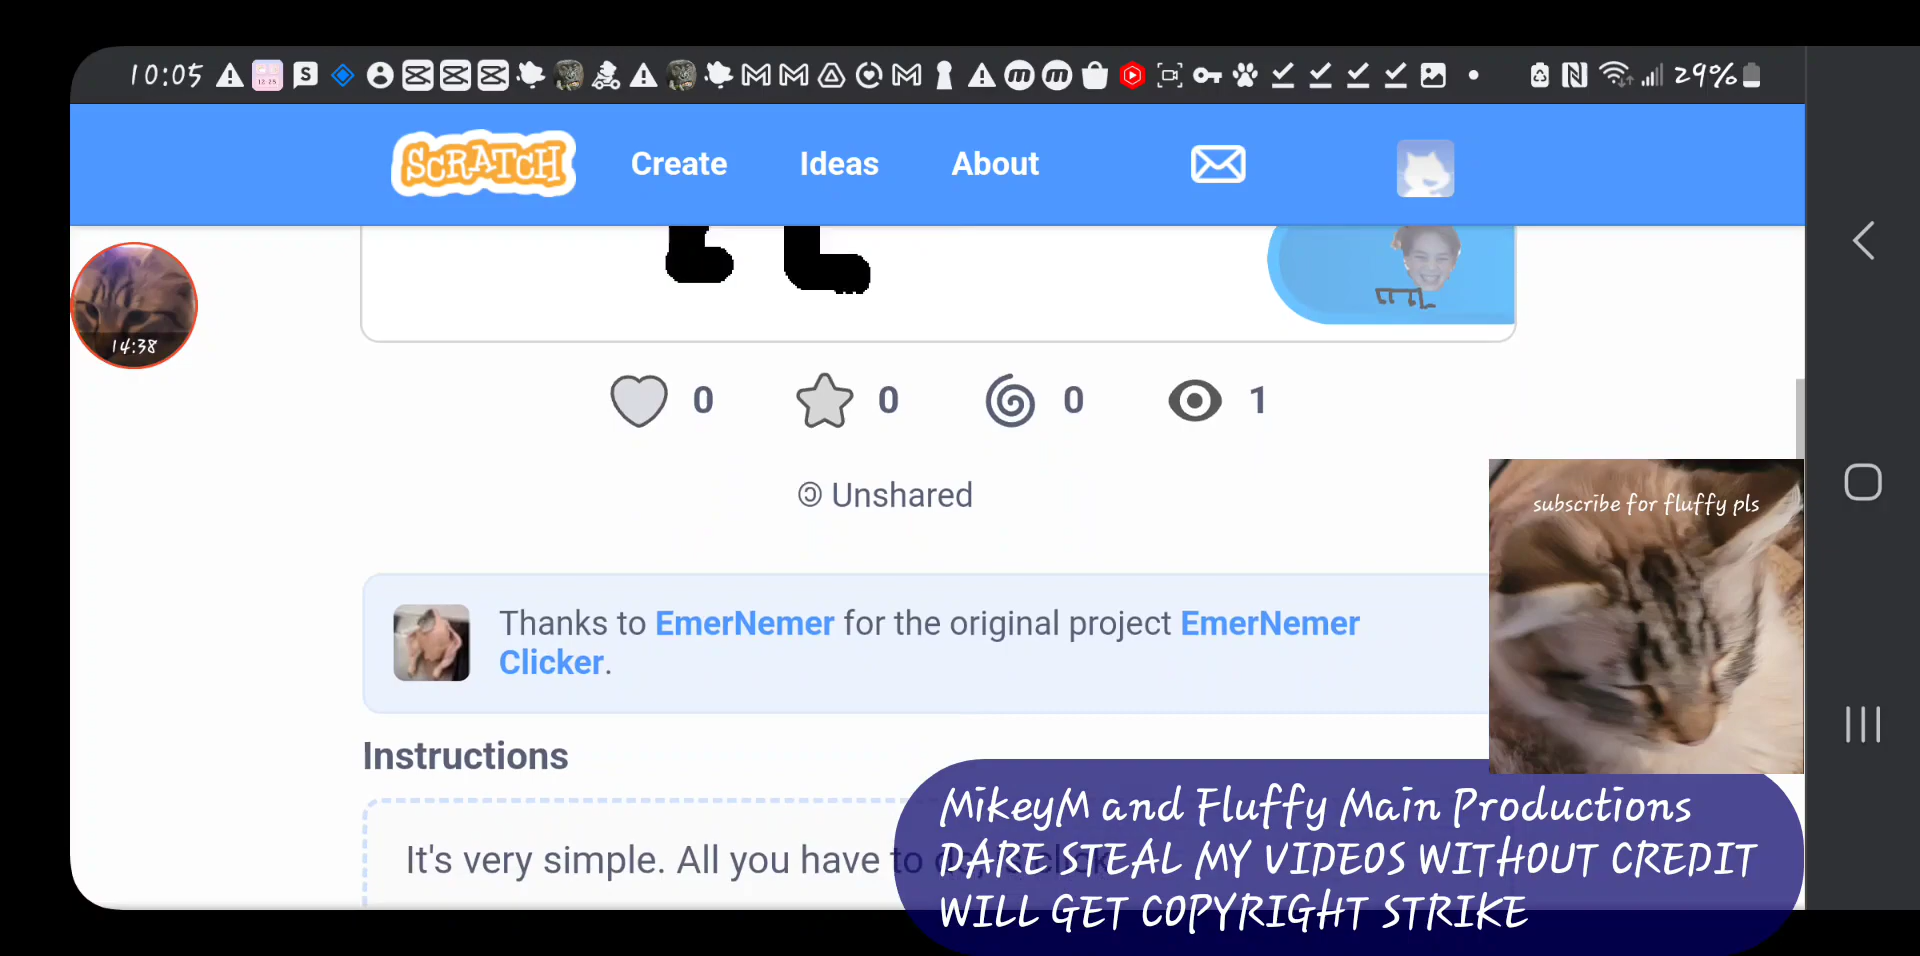 10:05
29%
SCRATCH
Create
Ideas
About
14:38
0
0
0
1
Unshared
subscribe for fluffy pls
Thanks to EmerNemer for the original project EmerNemer
Clicker.
Instructions
It's very simple. All you have to
MikeyM and Fluffy Main Productions
DARE STEAL MY VIDEOS WITHOUT CREDIT
WILL GET COPYRIGHT STRIKE